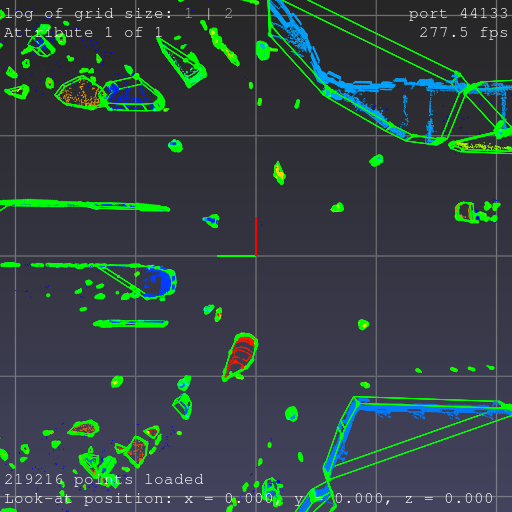 log of grid size: 1 | 2
port 44133
Attribute 1 of 1
277.5 fps
219216 points loaded
Look-at position: x = 0.000, y = 0.000, z = 0.000